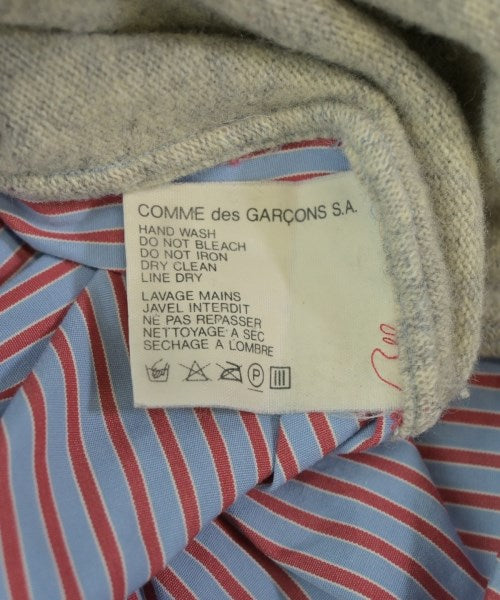 COMME des GARÇONS S.A.
HAND WASH
DO NOT BLEACH
DO NOT IRON
DRY CLEAN
LINE DRY
LAVAGE MAINS
JAVEL INTERDIT
NE PAS REPASSER
NETTOYAGE A SEC
SECHAGE A LOMBRE
P